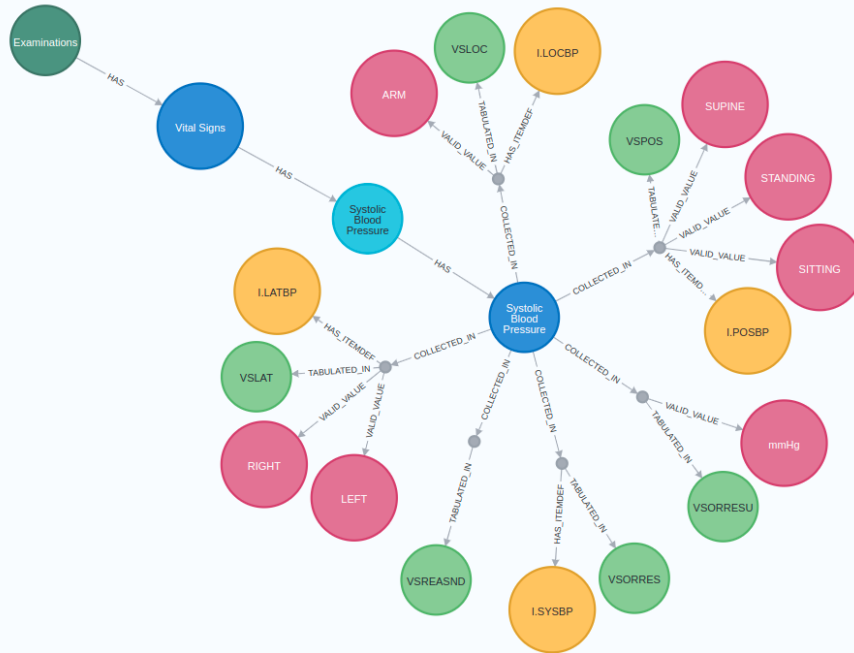 Examinations
HAS
Vital Signs
HAS
Systolic
Blood
Pressure
HAS
Systolic
Blood
Pressure
COLLECTED_IN
VALID_VALUE
ARM
TABULATED_IN
VSLOC
HAS_ITEMDEF
I.LOCBP
COLLECTED_IN
TABULATE...
VSPOS
VALID_VALUE
SUPINE
VALID_VALUE
STANDING
VALID_VALUE
SITTING
HAS_ITEMD...
I.POSBP
COLLECTED_IN
HAS_ITEMDEF
I.LATBP
TABULATED_IN
VSLAT
VALID_VALUE
RIGHT
VALID_VALUE
LEFT
COLLECTED_IN
TABULATED_IN
VSREASND
COLLECTED_IN
HAS_ITEMDEF
I.SYSBP
TABULATED_IN
VSORRES
COLLECTED_IN
VALID_VALUE
mmHg
TABULATED_IN
VSORRESU